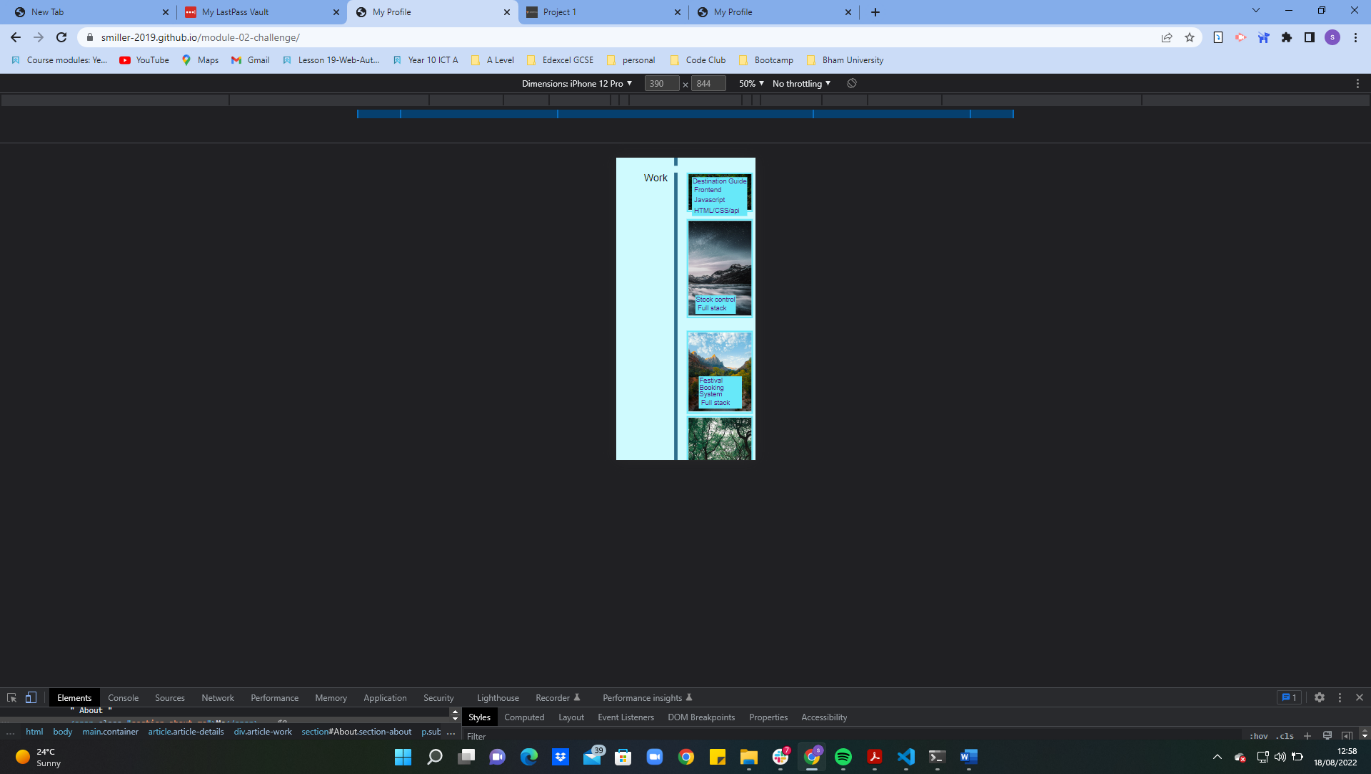 New Tab
My LastPass Vault
My Profile
Project 1
My Profile
smiller-2019.github.io/module-02-challenge/
S
Course modules: Ye...
YouTube
Maps
Gmail
Lesson 19-Web-Aut...
Year 10 ICT A
A Level
Edexcel GCSE
personal
Code Club
Bootcamp
Bham University
Dimensions: iPhone 12 Pro
390 × 844
50%
No throttling
Work
Destination Guide
Frontend
Javascript
HTML/CSS/api
Stock control
Full stack
Festival
Booking
System
Full stack
Elements
Console
Sources
Network
Performance
Memory
Application
Security
Lighthouse
Recorder
Performance insights
1
" About "
Styles
Computed
Layout
Event Listeners
DOM Breakpoints
Properties
Accessibility
... html body main.container article.article-details div.article-work section#About.section-about p.sub ...
Filter
:hov .cls +
24°C
Sunny
39
7
12:58
18/08/2022